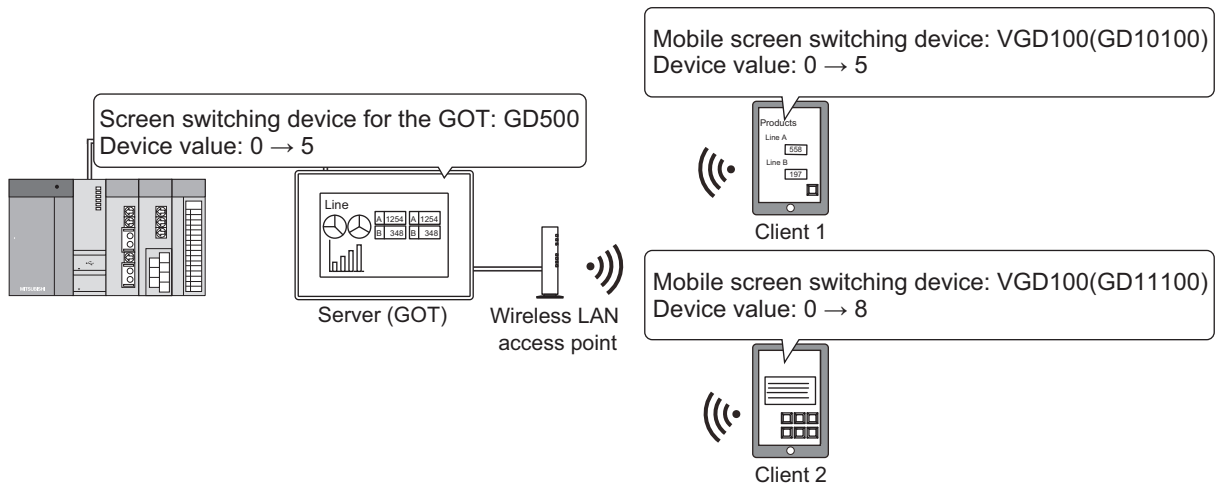 Mobile screen switching device: VGD100(GD10100)
Device value: 0 → 5
Screen switching device for the GOT: GD500
Device value: 0 → 5
Products
Line A
558
Line B
197
Client 1
MITSUBISHI
Line
A 1254 A 1254
B 348 B 348
Server (GOT)
Wireless LAN
access point
Mobile screen switching device: VGD100(GD11100)
Device value: 0 → 8
Client 2